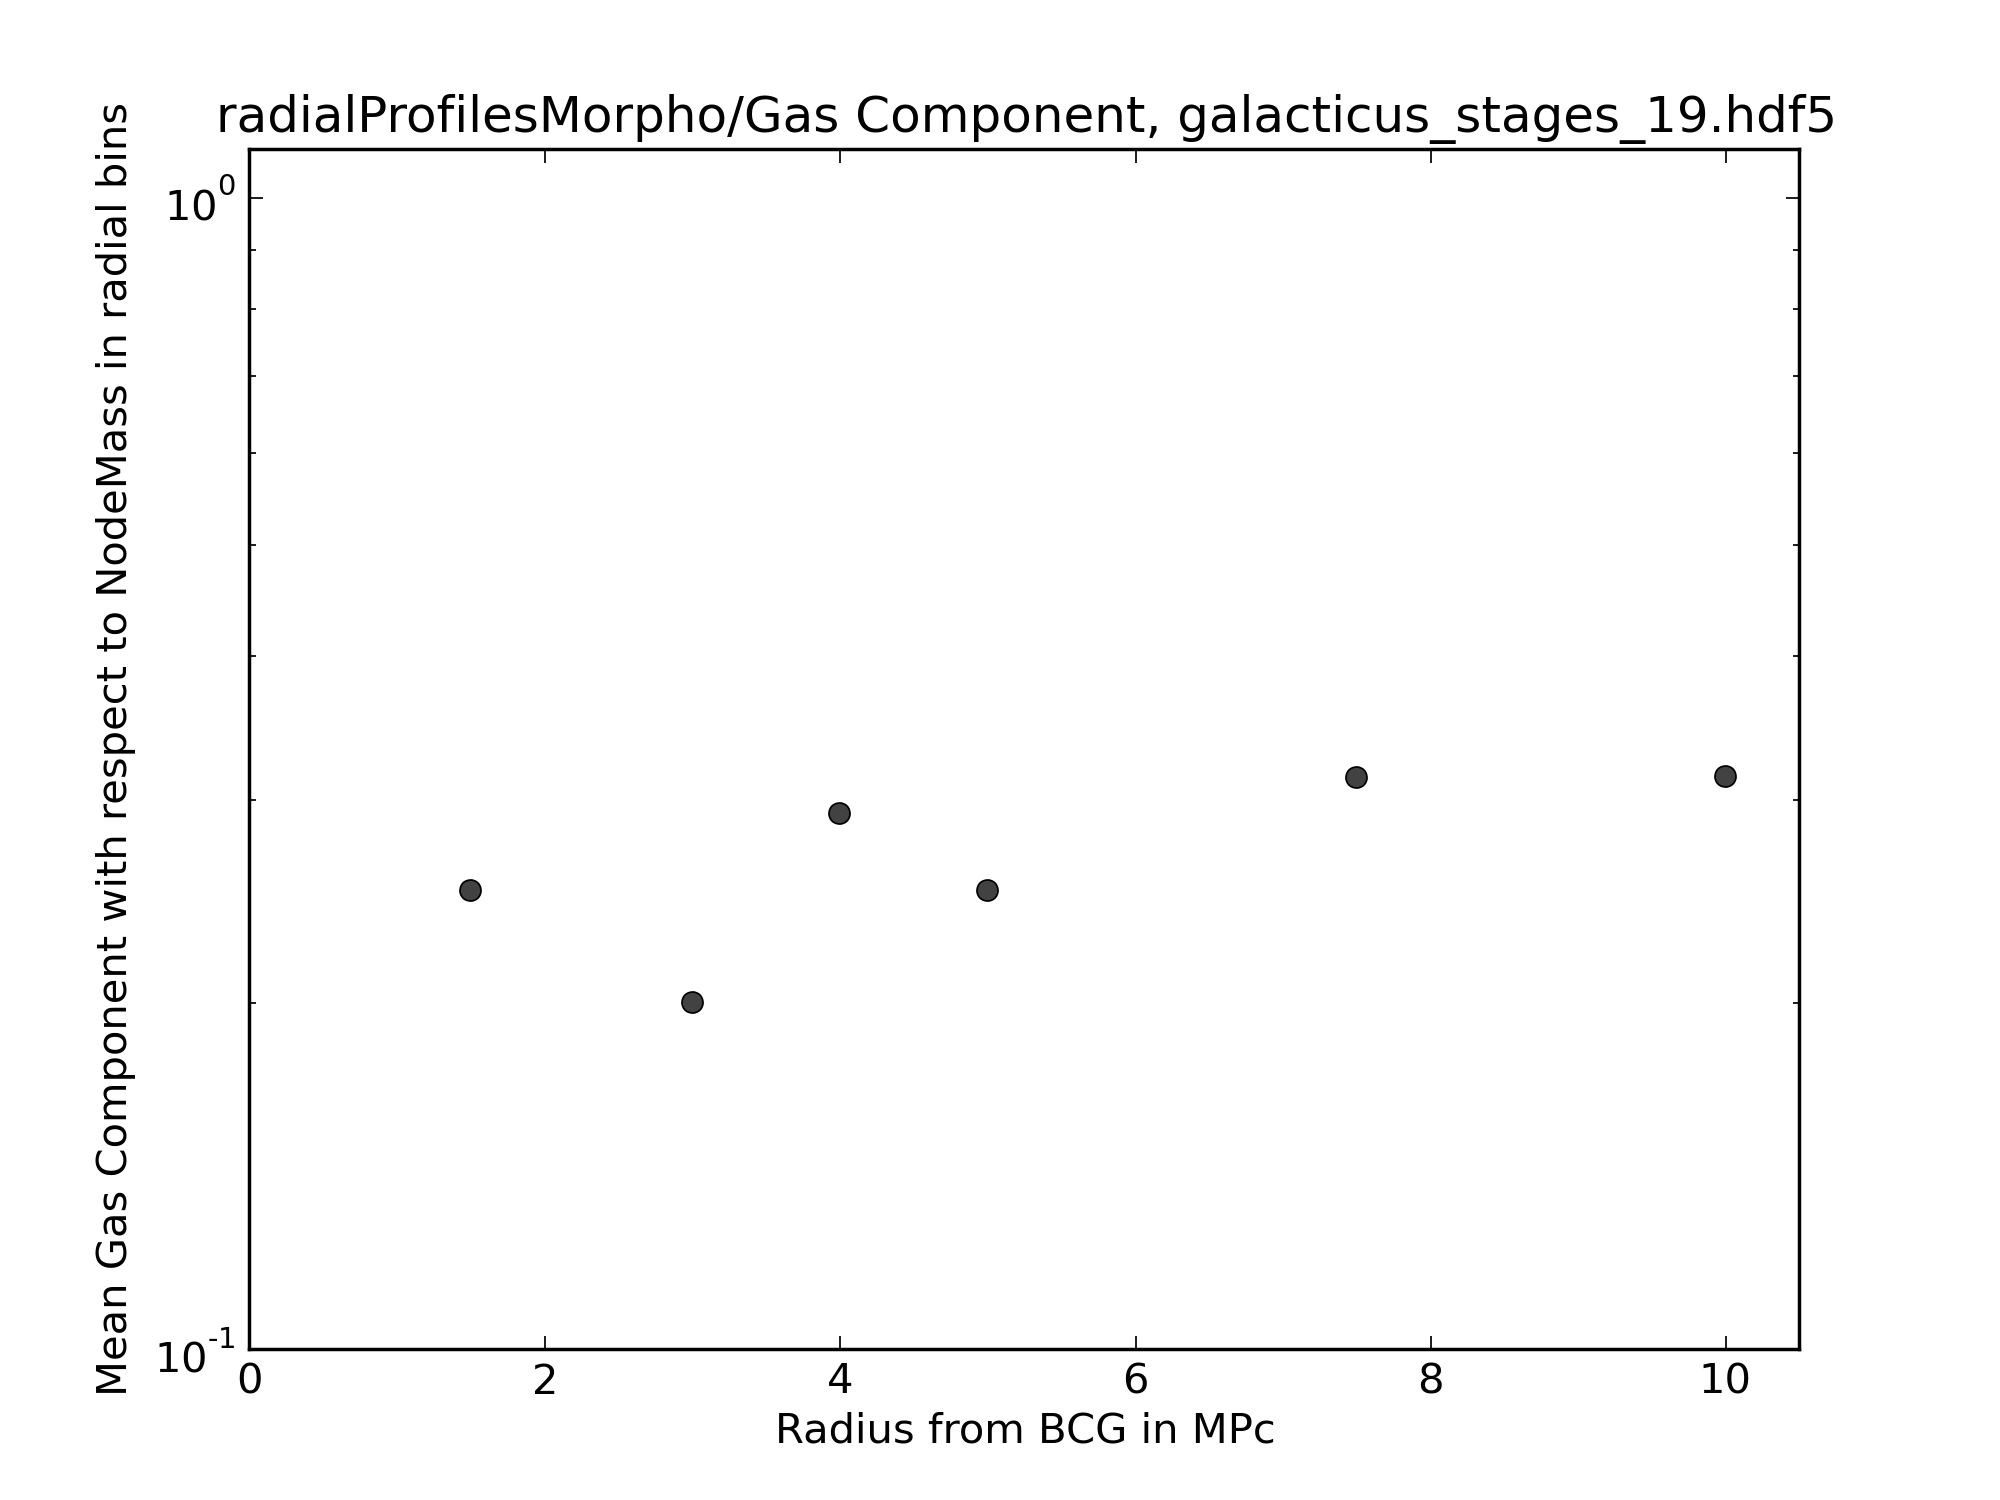 radialProfilesMorpho/Gas Component, galacticus_stages_19.hdf5
Mean Gas Component with respect to NodeMass in radial bins
10^0
10^-1
0 2 4 6 8 10
Radius from BCG in MPc